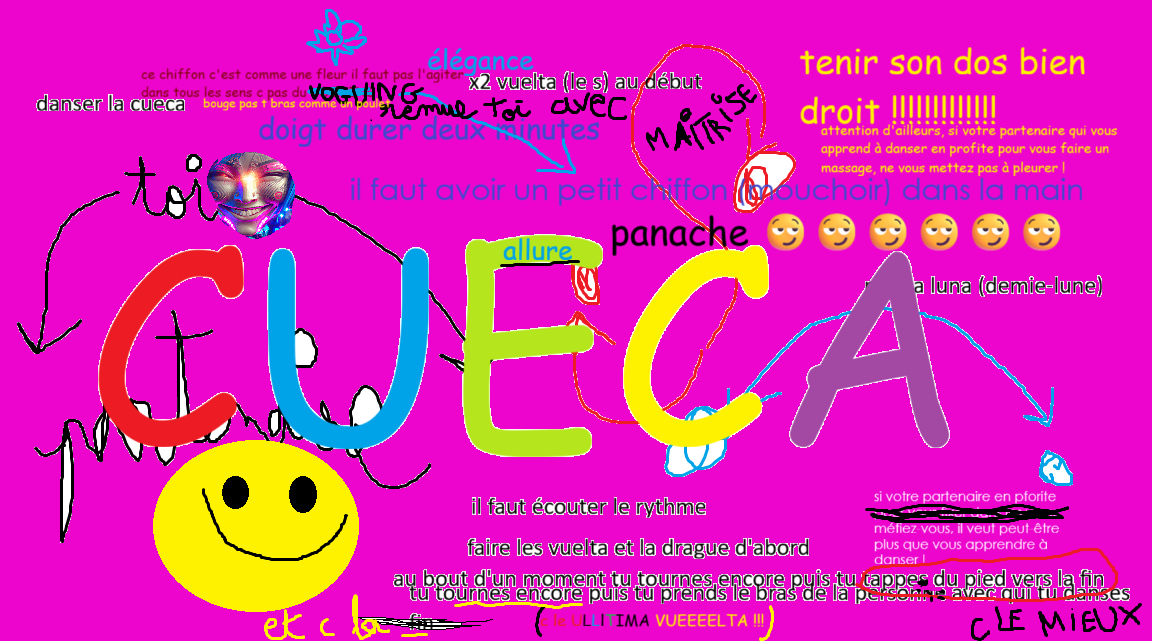 élégance
tenir son dos bien
droit !!!!!!!!!!!!!
ce chiffon c'est comme une fleur il faut pas l'agiter
dans tous les sens c pas du VOGUING
x2 vuelta (le s) au début
danser la cueca
bouge pas t bras comme un poulet
remue toi avec
MAÎTRISE
doigt durer deux minutes
attention d'ailleurs, si votre partenaire qui vous
apprend à danser en profite pour vous faire un
massage, ne vous mettez pas à pleurer !
toi
il faut avoir un petit chiffon (mouchoir) dans la main
panache
allure
luna (demie-lune)
CUECA
partenaire
il faut écouter le rythme
si votre partenaire en pforite
méfiez-vous, il veut peut-être
plus que vous apprendre à
danser !
faire les vuelta et la drague d'abord
au bout d'un moment tu tournes encore puis tu tappes du pied vers la fin
tu tournes encore puis tu prends le bras de la personne avec qui tu danses
et c la fin
(c le ULLITIMA VUEEEELTA !!!)
C LE MiEUX